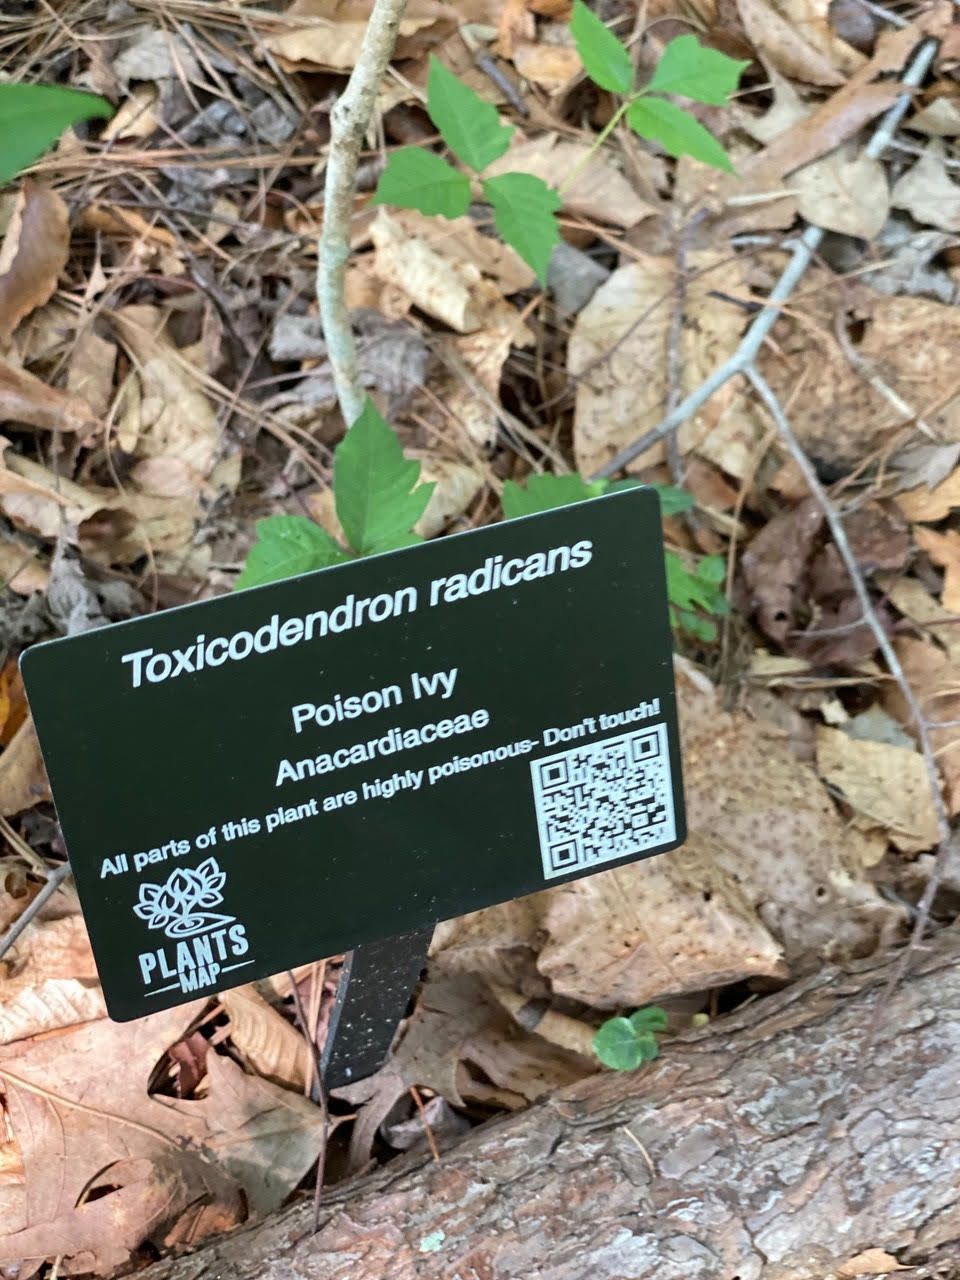 Toxicodendron radicans
Poison Ivy
Anacardiaceae
All parts of this plant are highly poisonous- Don't touch!
PLANTS
MAP